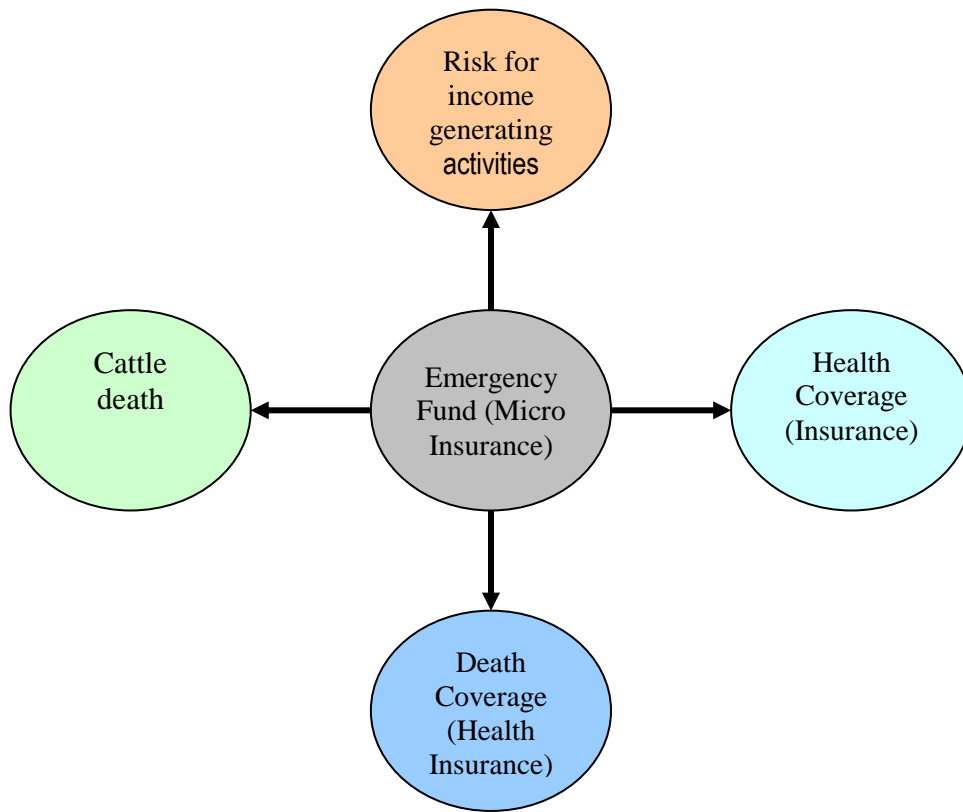 Risk for
income
generating
activities
Cattle
death
Emergency
Fund (Micro
Insurance)
Health
Coverage
(Insurance)
Death
Coverage
(Health
Insurance)